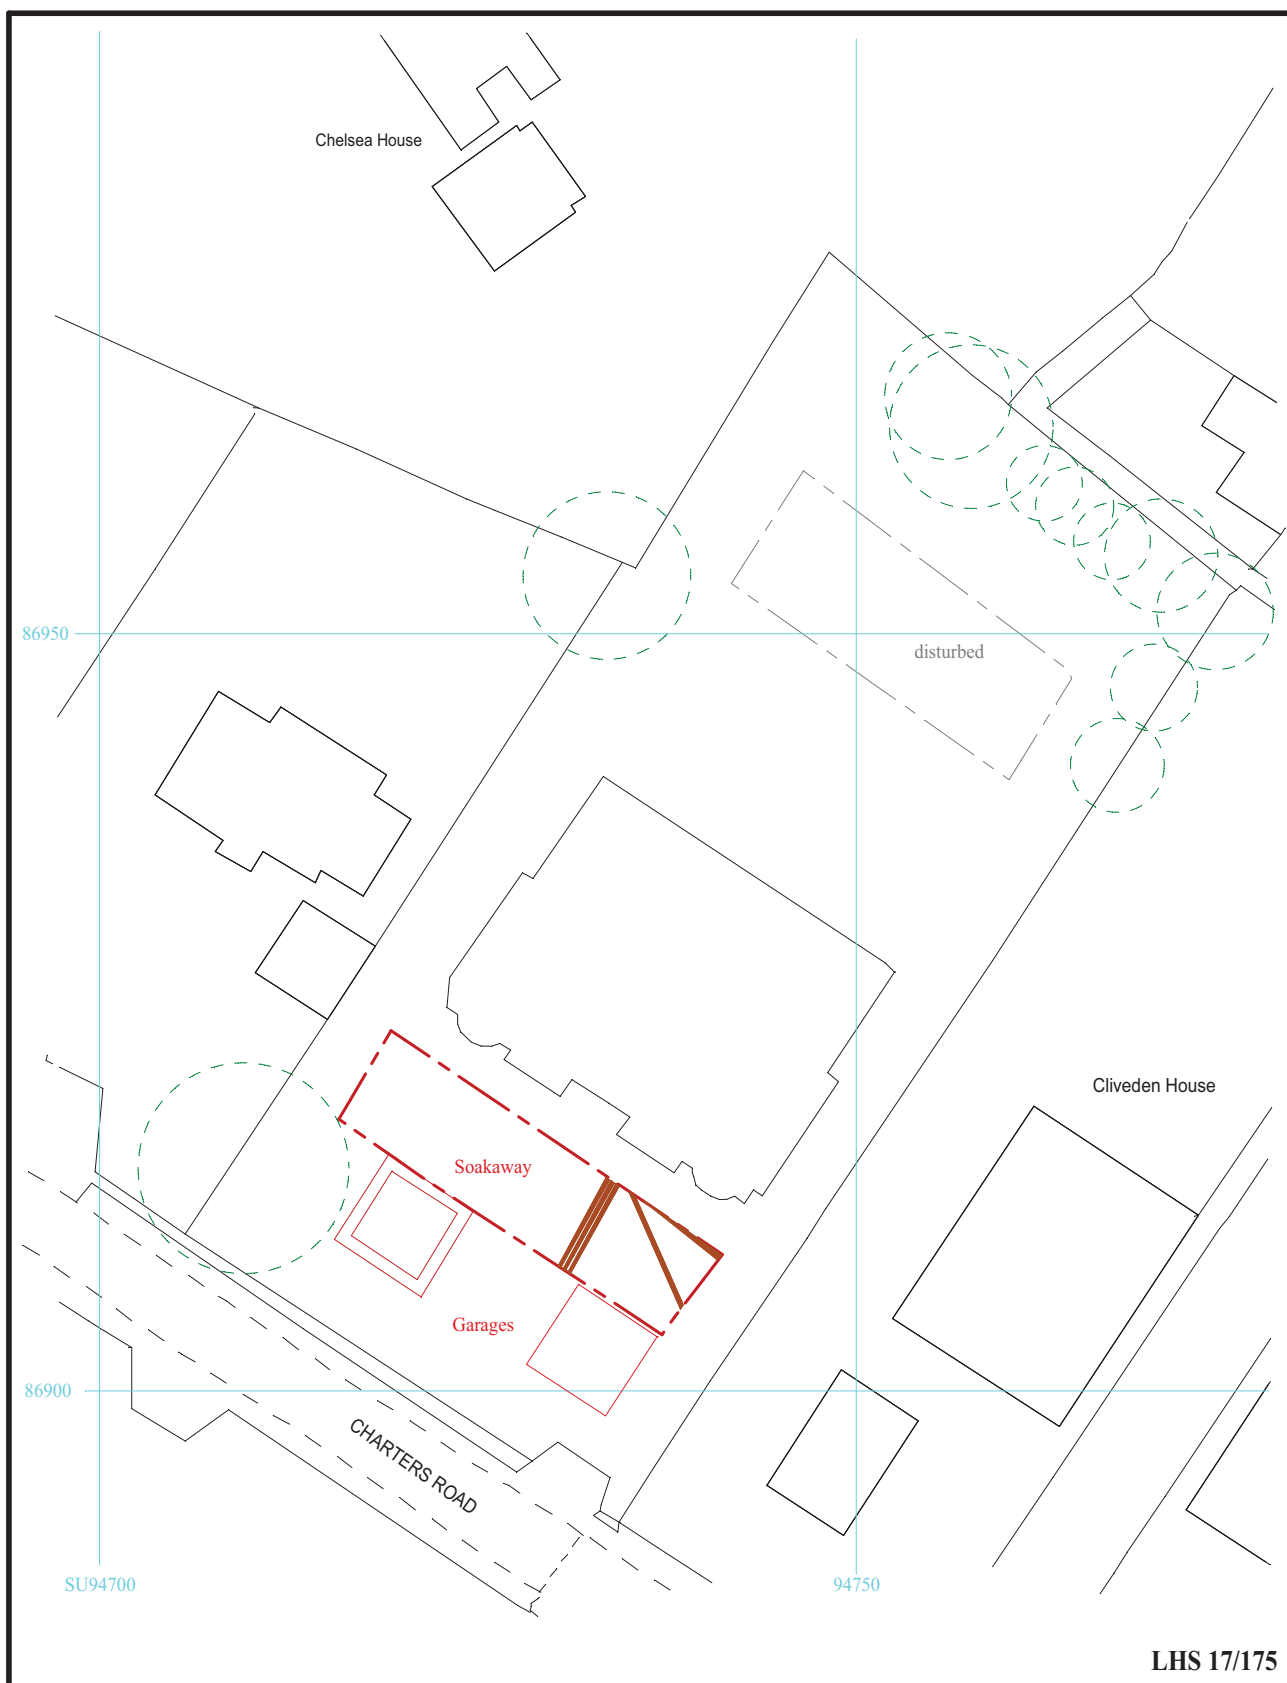 Chelsea House
86950
disturbed
Cliveden House
Soakaway
Garages
86900
CHARTERS ROAD
SU94700
94750
LHS 17/175